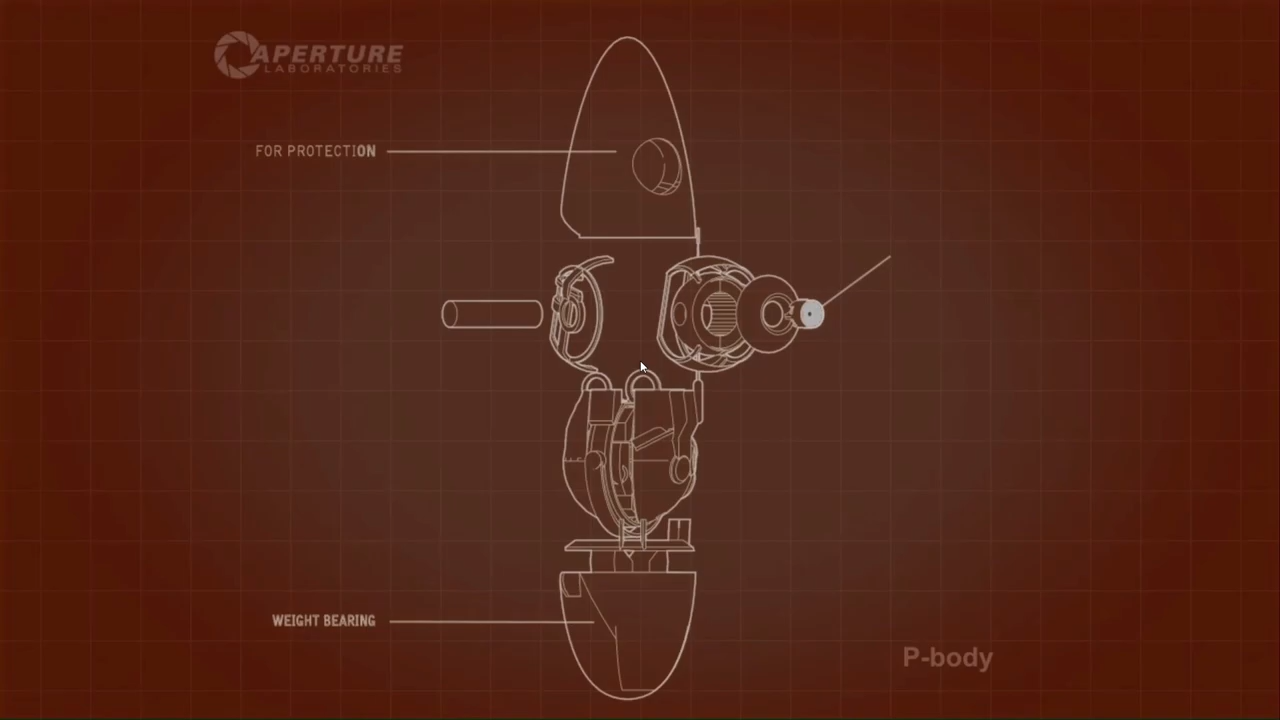 APERTURE
LABORATORIES
FOR PROTECTION
WEIGHT BEARING
P-body